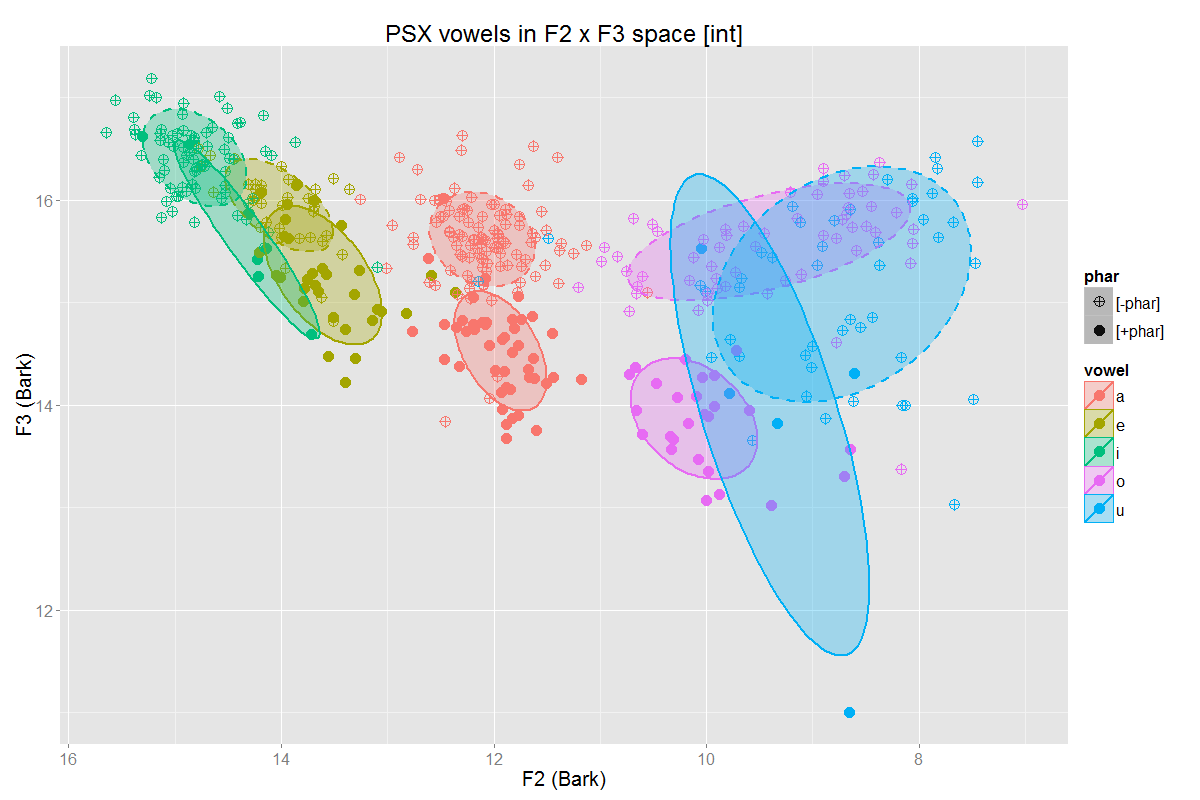 PSX vowels in F2 x F3 space [int]
F3 (Bark)
16
14
12
16
14
12
10
8
F2 (Bark)
phar
[-phar]
[+phar]
vowel
a
e
i
o
u